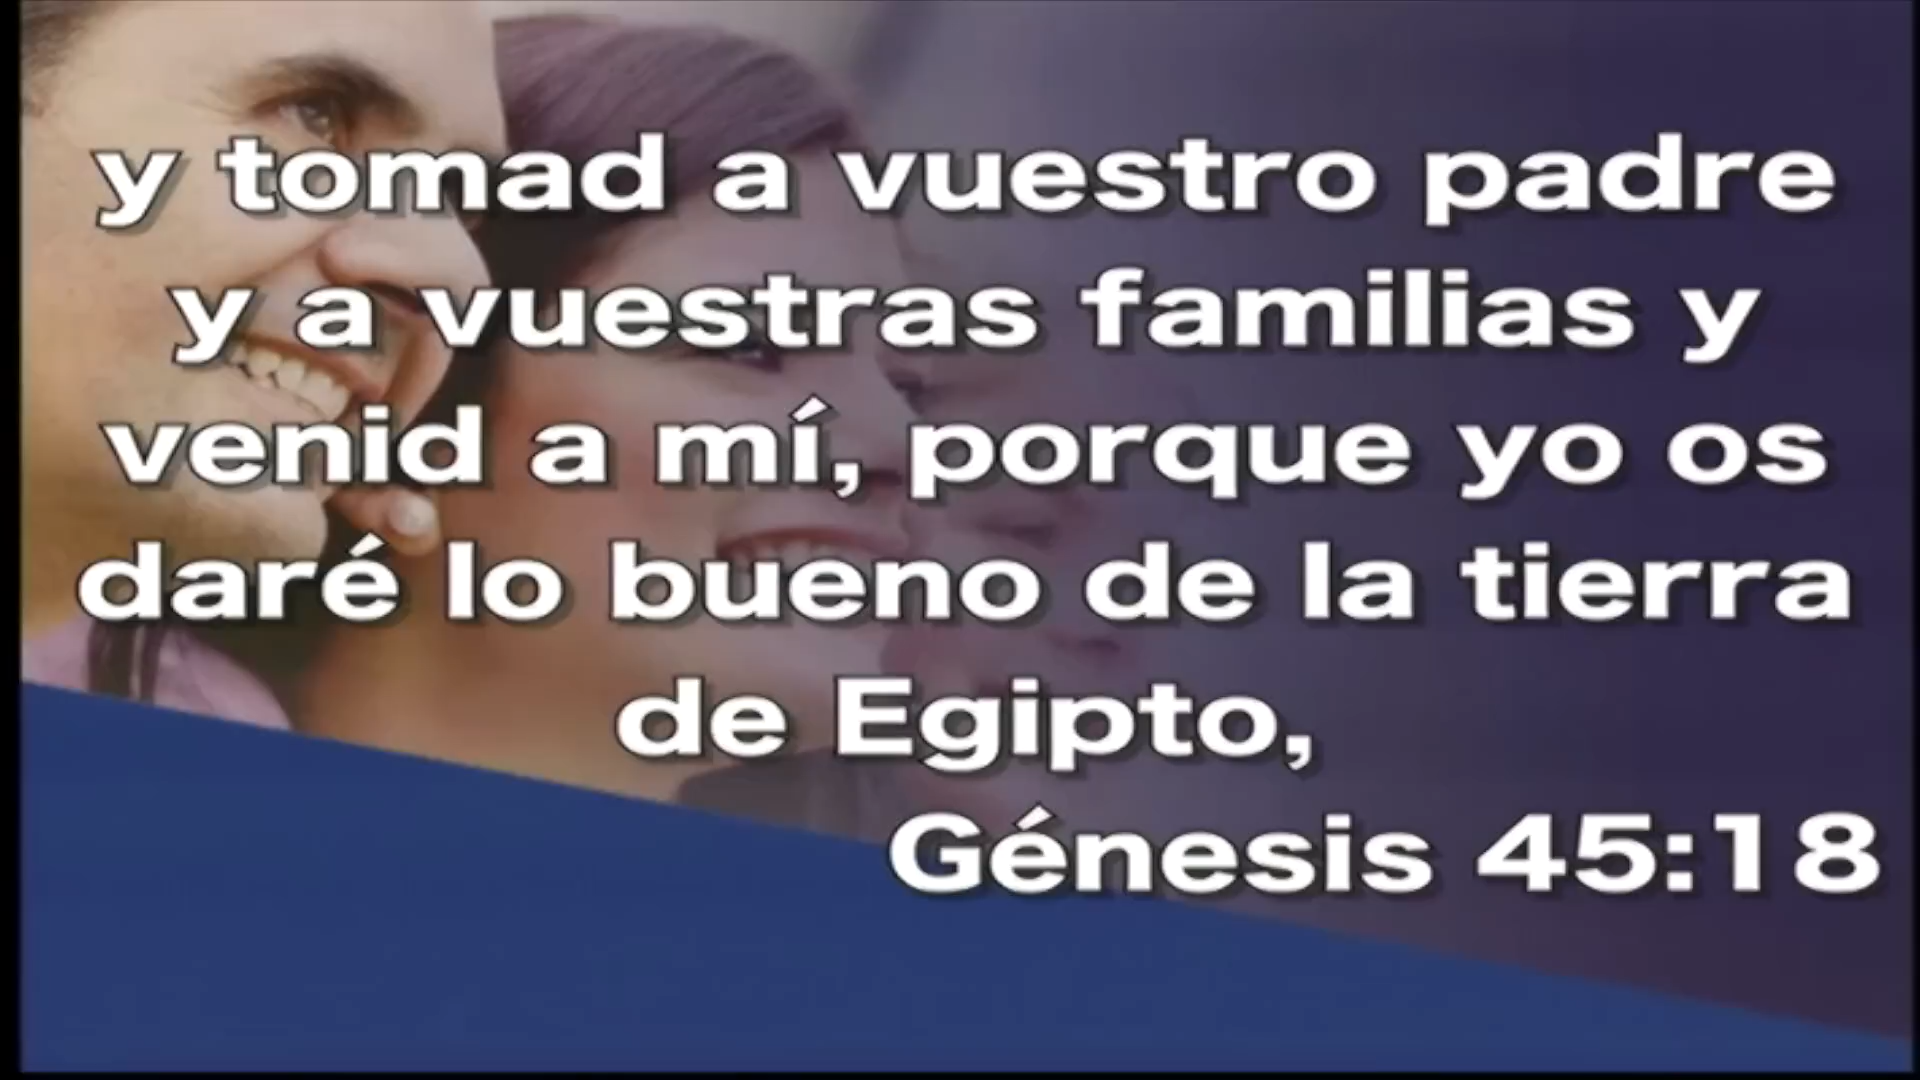 y tomad a vuestro padre
y a vuestras familias y
venid a mí, porque yo os
daré lo bueno de la tierra
de Egipto,
Génesis 45:18